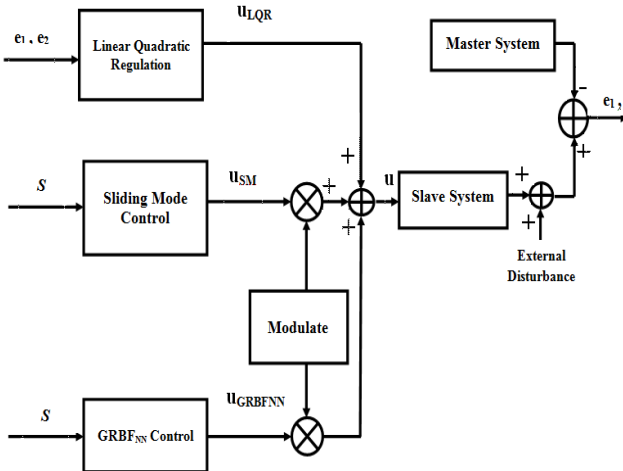 e1, e2
Linear Quadratic
Regulation
uLQR
Master System
-
e1 ,
+
S
Sliding Mode
Control
uSM
+
+
+
u
Slave System
+
+
External
Disturbance
Modulate
S
GRBFNN Control
uGRBFNN